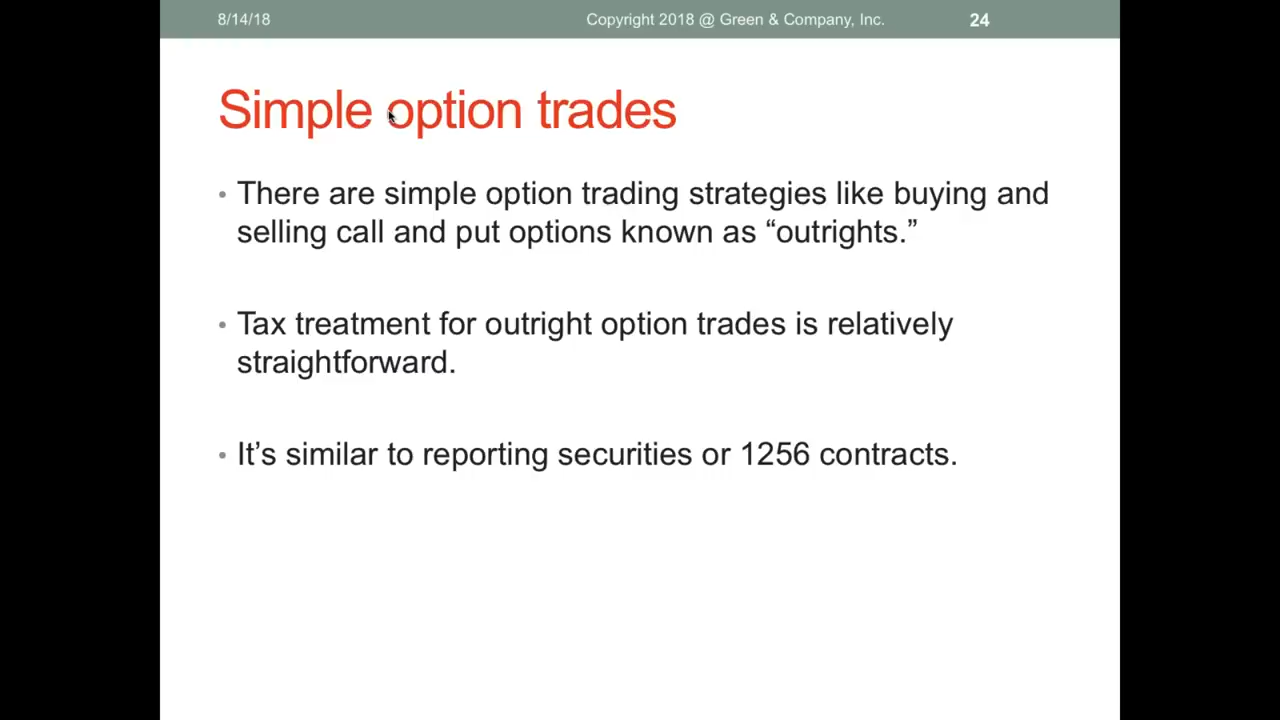 8/14/18 Copyright 2018 @ Green & Company, Inc. 24
Simple option trades
• There are simple option trading strategies like buying and
selling call and put options known as “outrights.”
• Tax treatment for outright option trades is relatively
straightforward.
• It’s similar to reporting securities or 1256 contracts.